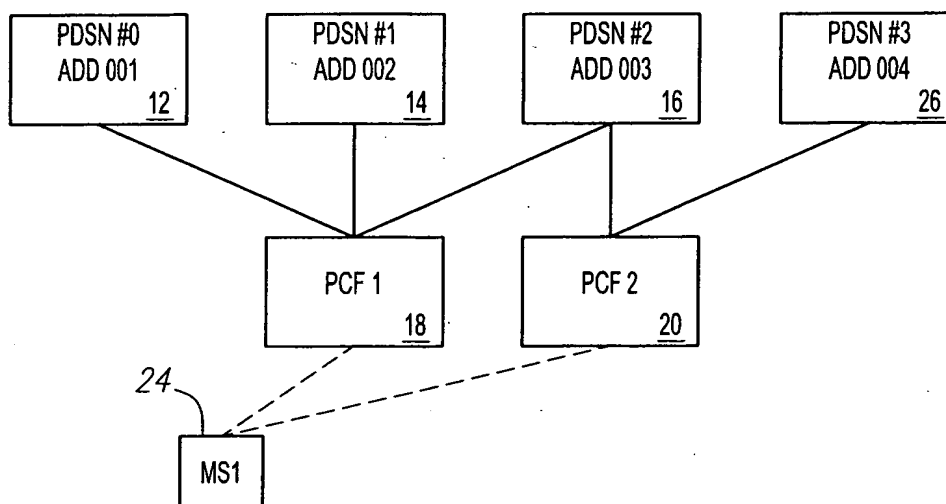 PDSN #0
ADD 001
12
PDSN #1
ADD 002
14
PDSN #2
ADD 003
16
PDSN #3
ADD 004
26
PCF 1
18
PCF 2
20
24
MS1